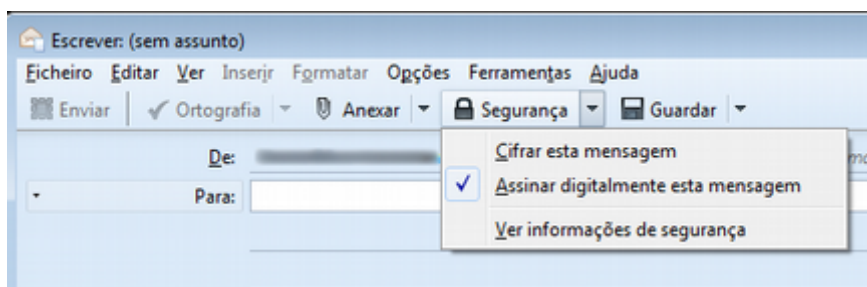 Escrever: (sem assunto)
Ficheiro Editar Ver Inserir Formatar Opções Ferramentas Ajuda
Enviar Ortografia Anexar Segurança Guardar
De:
Cifrar esta mensagem
Para:
Assinar digitalmente esta mensagem
Ver informações de segurança